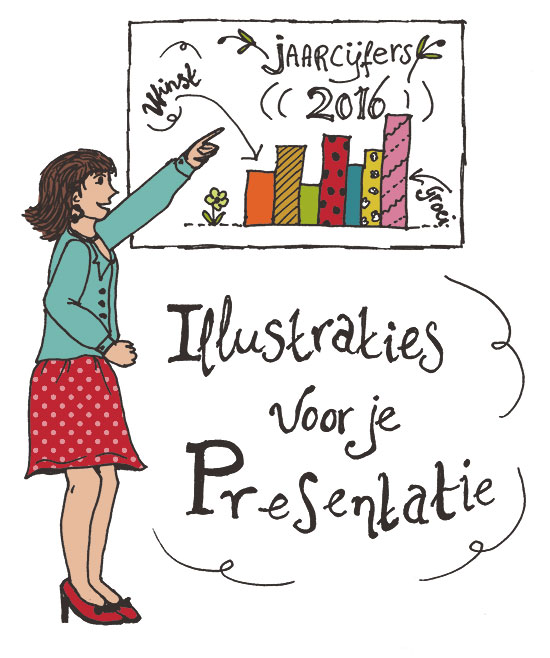 jAARCijfers
Winst
2016
Groei
Illustraties
Voor je
Presentatie